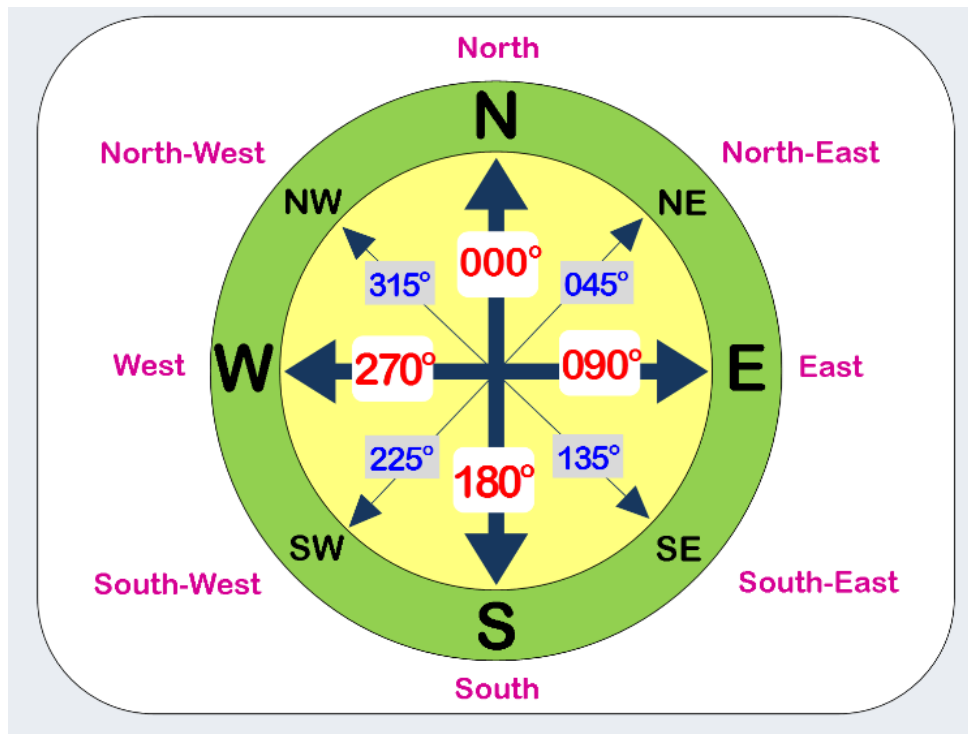 North
N
North-West
North-East
NW
NE
000°
315°
045°
West
W
270°
090°
E
East
225°
135°
180°
SW
SE
South-West
South-East
S
South